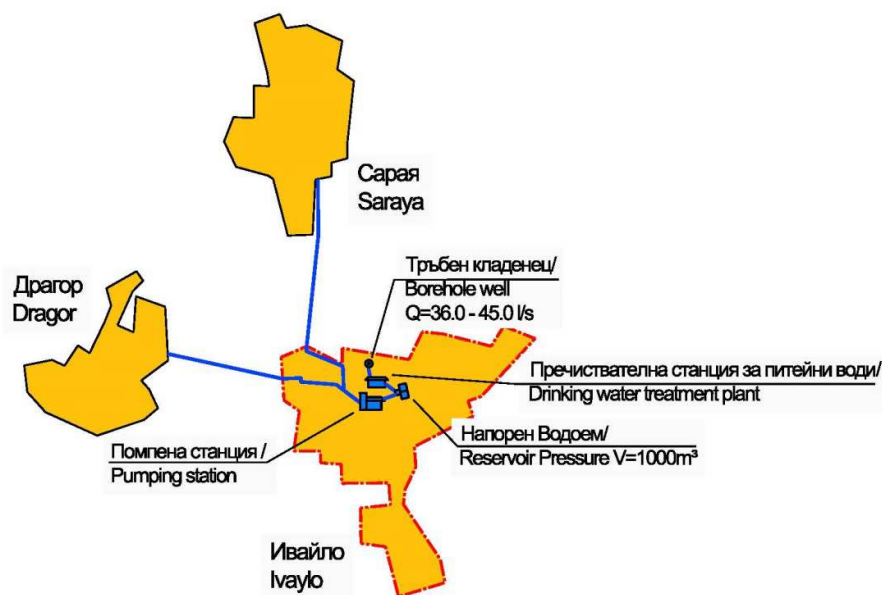 Сарая
Saraya
Тръбен кладенец/
Borehole well
Q=36.0 - 45.0 l/s
Драгор
Dragor
Пречиствателна станция за питейни води/
Drinking water treatment plant
Помпена станция /
Pumping station
Напорен Водоем/
Reservoir Pressure V=1000m³
Ивайло
Ivaylo